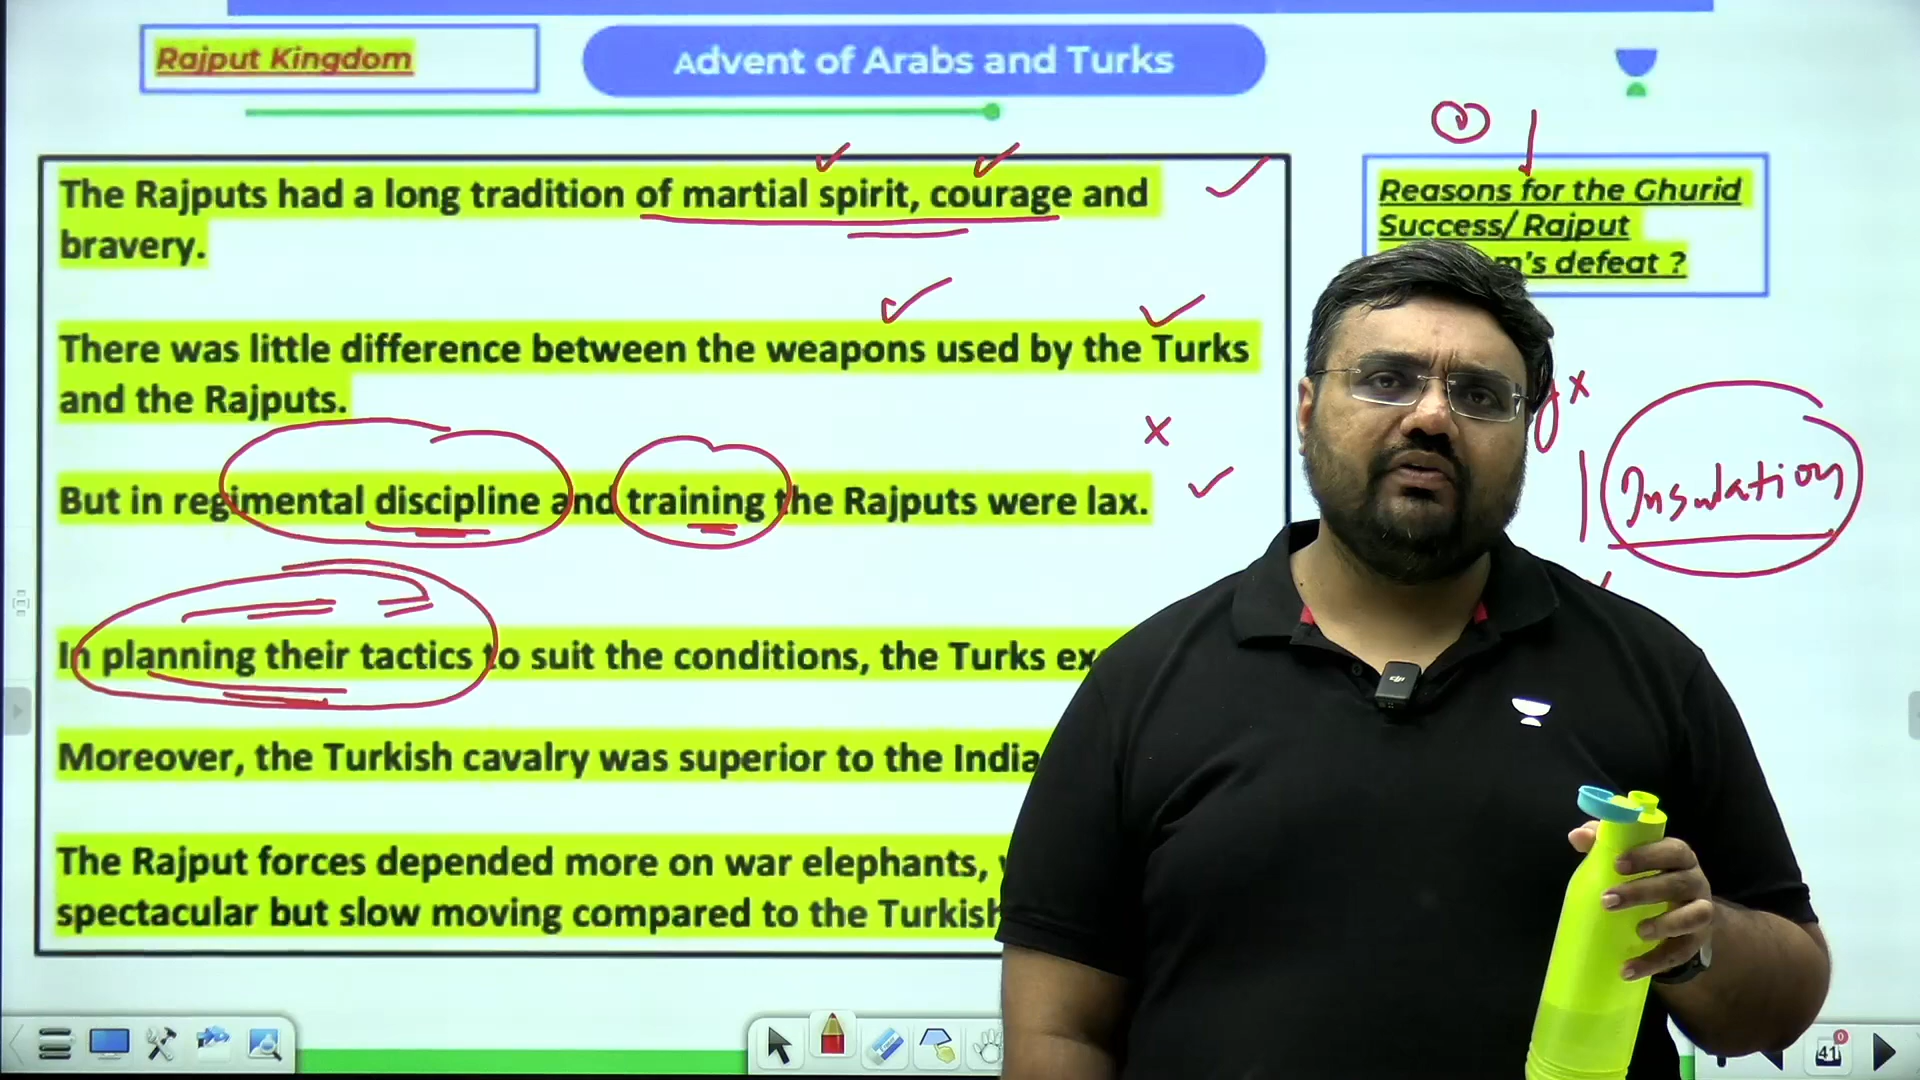 Rajput Kingdom
Advent of Arabs and Turks
The Rajputs had a long tradition of martial spirit, courage and
bravery.
There was little difference between the weapons used by the Turks
and the Rajputs.
But in regimental discipline and training the Rajputs were lax.
In planning their tactics to suit the conditions, the Turks
Moreover, the Turkish cavalry was superior to the
The Rajput forces depended more on war elephants,
spectacular but slow moving compared to the
Reasons for the Ghurid
Success/ Rajput
defeat ?
Insulation
41
0